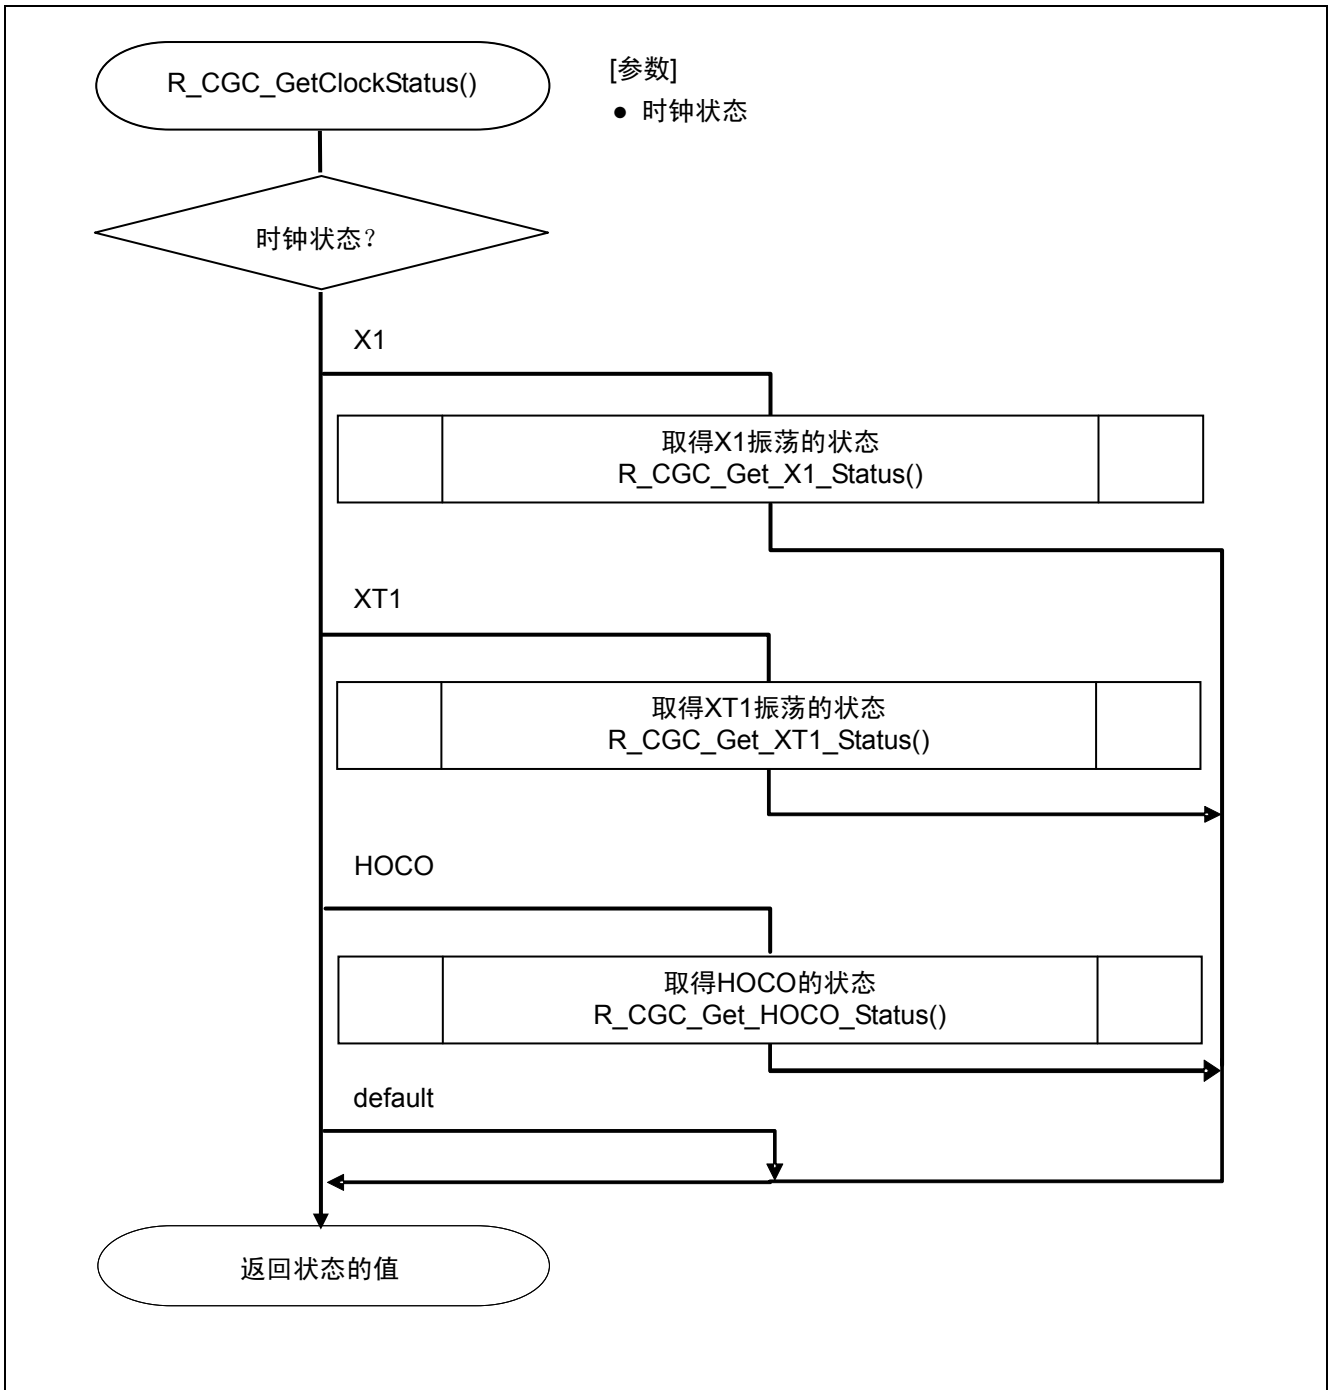 R_CGC_GetClockStatus()
[参数]
● 时钟状态
时钟状态？
X1
取得X1振荡的状态
R_CGC_Get_X1_Status()
XT1
取得XT1振荡的状态
R_CGC_Get_XT1_Status()
HOCO
取得HOCO的状态
R_CGC_Get_HOCO_Status()
default
返回状态的值